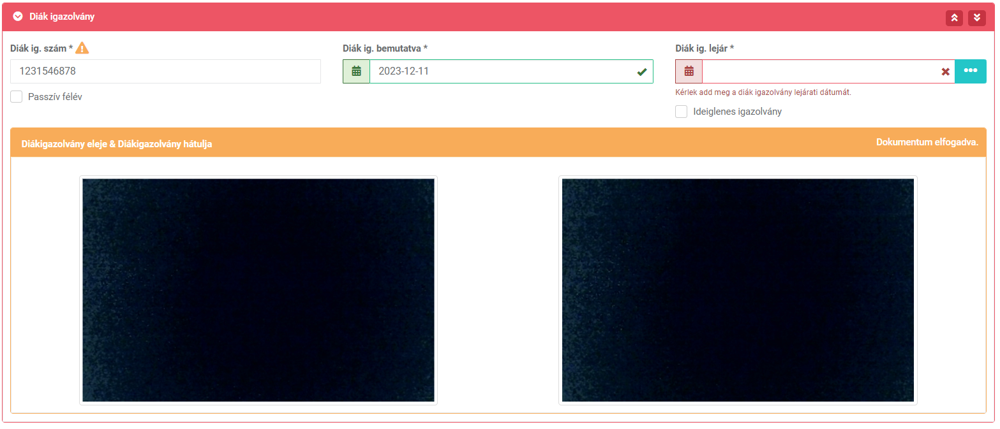 Diák igazolvány
Diák ig. szám *
1231546878
Passzív félév
Diák ig. bemutatva *
2023-12-11
Diák ig. lejár *
Kérlek add meg a diák igazolvány lejárati dátumát.
Ideiglenes igazolvány
Diákigazolvány eleje & Diákigazolvány hátulja
Dokumentum elfogadva.